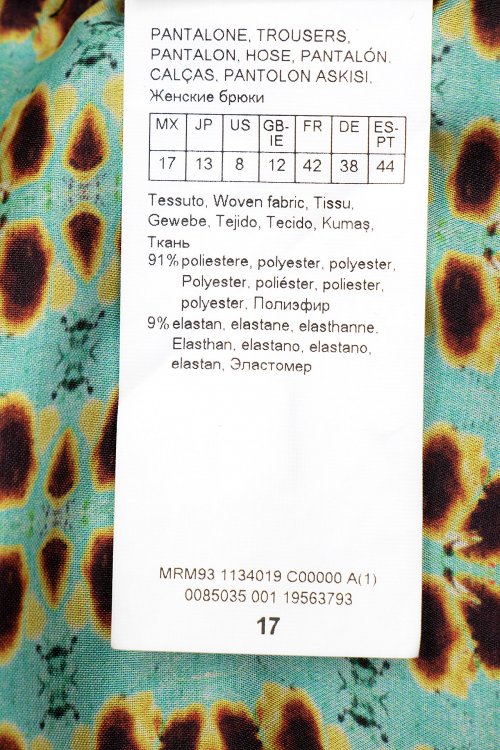 PANTALONE, TROUSERS,
PANTALON, HOSE, PANTALÓN,
CALÇAS, PANTOLON ASKISI,
Женские брюки
MX JP US GB-IE FR DE ES-PT
17 13 8 12 42 38 44
Tessuto, Woven fabric, Tissu,
Gewebe, Tejido, Tecido, Kumaş,
Ткань
91% poliestere, polyester, polyester,
Polyester, poliéster, poliester,
polyester, Полиэфир
9% elastan, elastane, elasthanne.
Elasthan, elastano, elastano,
elastan, Эластомер
MRM93 1134019 C00000 A(1)
0085035 001 19563793
17